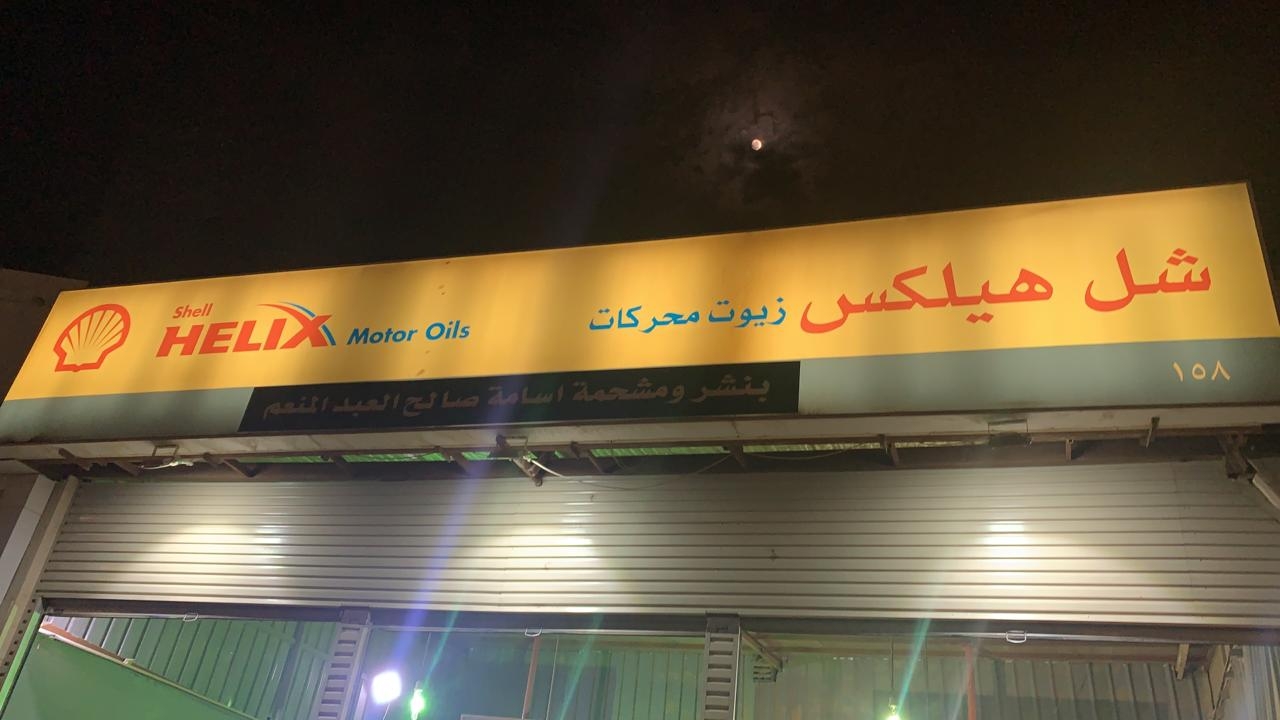 شل هيلكس زيوت محركات
Shell
HELIX Motor Oils
١٥٨
بنشر ومشحمة اسامة صالح العبد المنعم